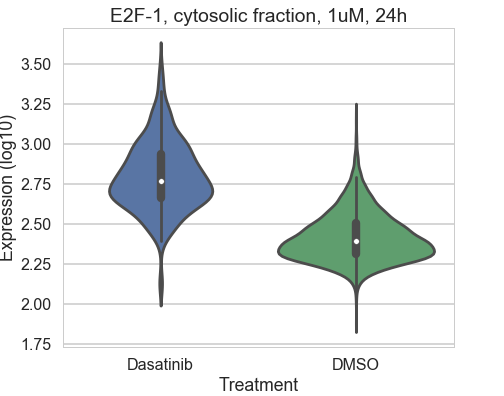 E2F-1, cytosolic fraction, 1uM, 24h
Expression (log10)
3.50
3.25
3.00
2.75
2.50
2.25
2.00
1.75
Dasatinib DMSO
Treatment